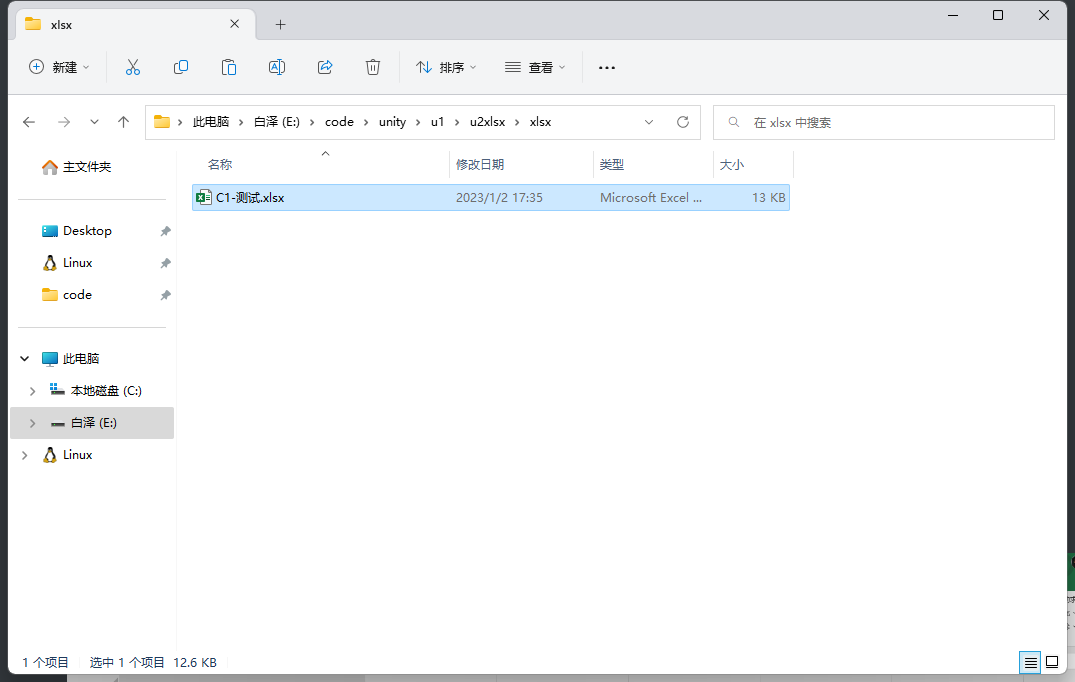 xlsx
新建
排序
查看
此电脑 白泽 (E:) code unity u1 u2xlsx xlsx
在 xlsx 中搜索
主文件夹
名称 修改日期 类型 大小
C1-测试.xlsx 2023/1/2 17:35 Microsoft Excel ... 13 KB
Desktop
Linux
code
此电脑
本地磁盘 (C:)
白泽 (E:)
Linux
1 个项目 选中 1 个项目 12.6 KB